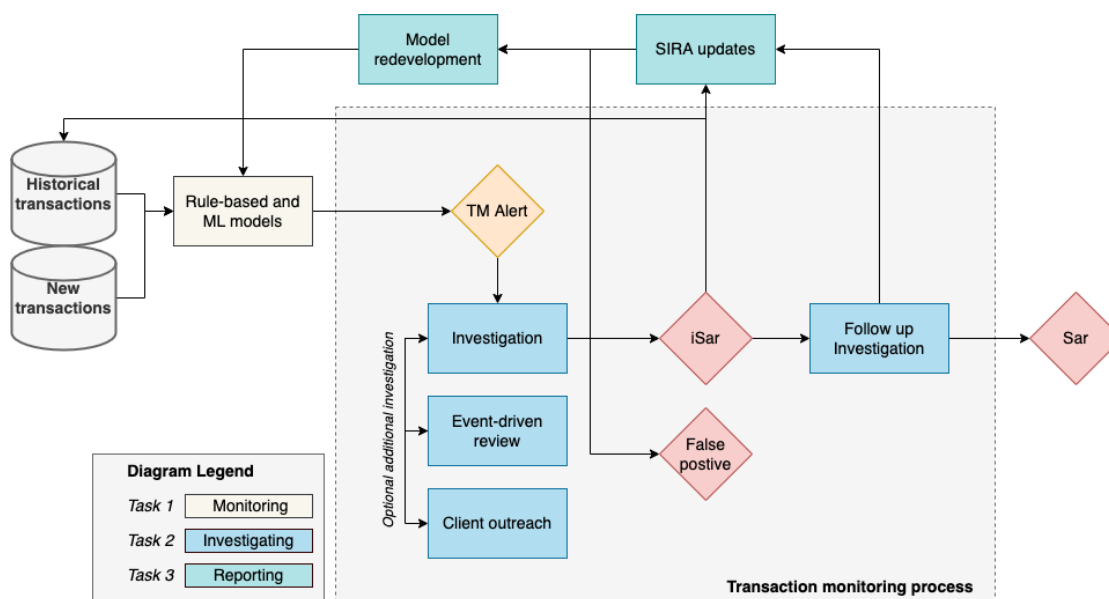 Model
redevelopment
SIRA updates
Historical
transactions
Rule-based and
ML models
TM Alert
New
transactions
Optional additional investigation
Investigation
iSar
Follow up
Investigation
Sar
Event-driven
review
False
postive
Client outreach
Diagram Legend
Task 1 Monitoring
Task 2 Investigating
Task 3 Reporting
Transaction monitoring process